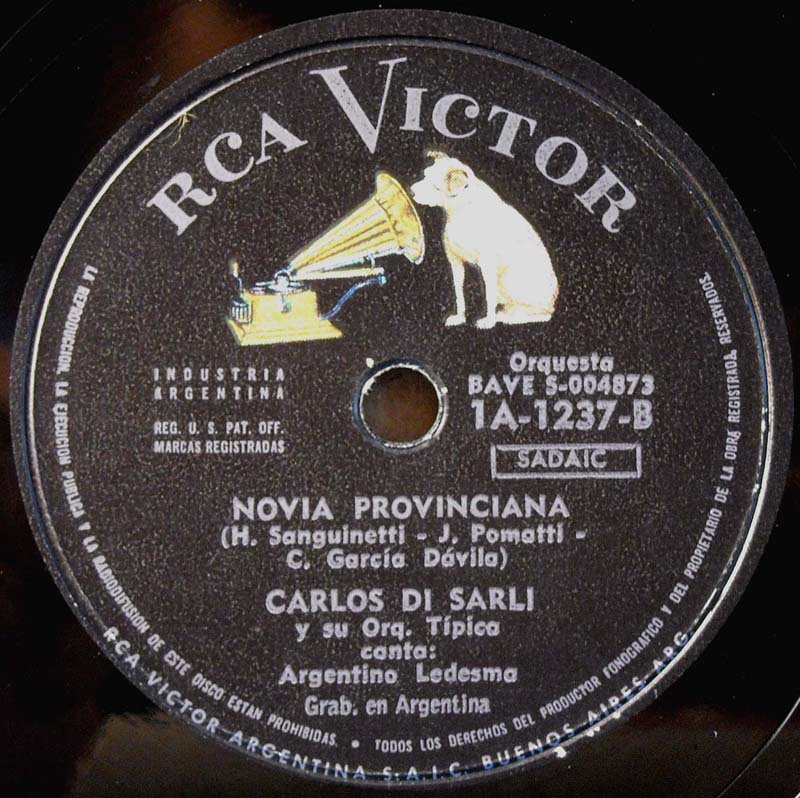 RCA VICTOR
INDUSTRIA
ARGENTINA
REG. U. S. PAT. OFF.
MARCAS REGISTRADAS
Orquesta
BAVE S-004873
1A-1237-B
SADAIC
NOVIA PROVINCIANA
(H. Sanguinetti - J. Pomatti -
C. García Dávila)
CARLOS DI SARLI
y su Orq. Típica
canta:
Argentino Ledesma
Grab. en Argentina
LA REPRODUCCION, LA EJECUCION PUBLICA Y LA RADIODIFUSION DE ESTE DISCO ESTAN PROHIBIDAS. • TODOS LOS DERECHOS DEL PRODUCTOR FONOGRAFICO Y DEL PROPIETARIO DE LA OBRA REGISTRADA, RESERVADOS.
RCA VICTOR ARGENTINA S.A.I.C. BUENOS AIRES ARG.